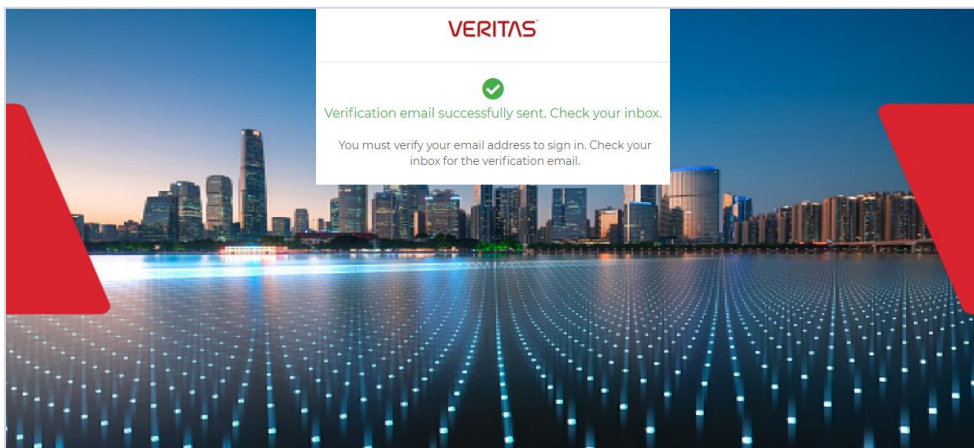 VERITAS
Verification email successfully sent. Check your inbox.
You must verify your email address to sign in. Check your
inbox for the verification email.